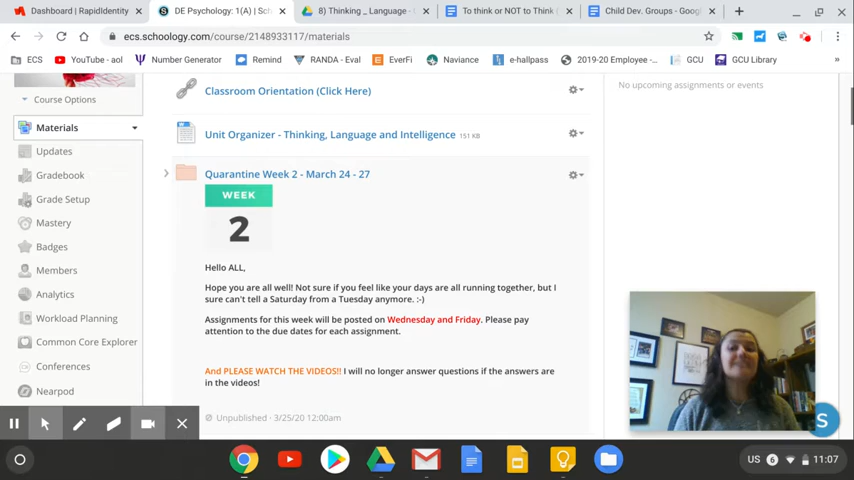 Dashboard | RapidIdentity
DE Psychology: 1(A) | Sch
8) Thinking _ Language -
To think or NOT to Think
Child Dev. Groups - Goog
ecs.schoology.com/course/2148933117/materials
ECS
YouTube - aol
Number Generator
Remind
RANDA - Eval
EverFi
Naviance
e-hallpass
2019-20 Employee -...
GCU
GCU Library
»
Course Options
Materials
Updates
Gradebook
Grade Setup
Mastery
Badges
Members
Analytics
Workload Planning
Common Core Explorer
Conferences
Nearpod
Classroom Orientation (Click Here)
Unit Organizer - Thinking, Language and Intelligence 151 KB
Quarantine Week 2 - March 24 - 27
WEEK
2
Hello ALL,
Hope you are all well! Not sure if you feel like your days are all running together, but I
sure can't tell a Saturday from a Tuesday anymore. :-)
Assignments for this week will be posted on Wednesday and Friday. Please pay
attention to the due dates for each assignment.
And PLEASE WATCH THE VIDEOS!! I will no longer answer questions if the answers are
in the videos!
Unpublished · 3/25/20 12:00am
No upcoming assignments or events
S
US 6 11:07